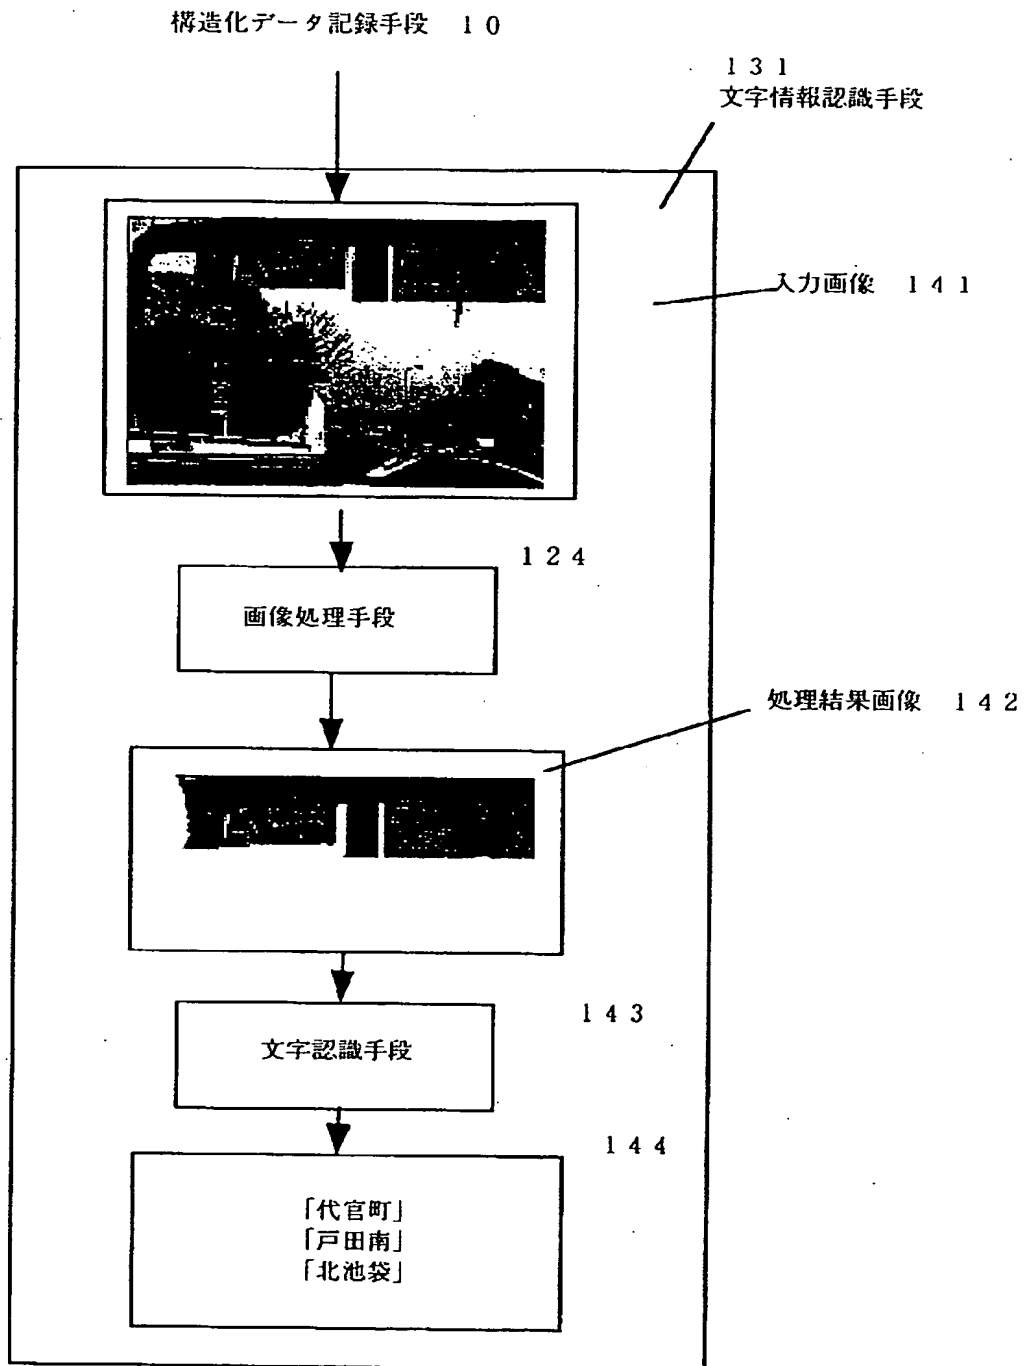 構造化データ記録手段 １０
１３１
文字情報認識手段
入力画像 １４１
１２４
画像処理手段
処理結果画像 １４２
１４３
文字認識手段
１４４
「代官町」
「戸田南」
「北池袋」